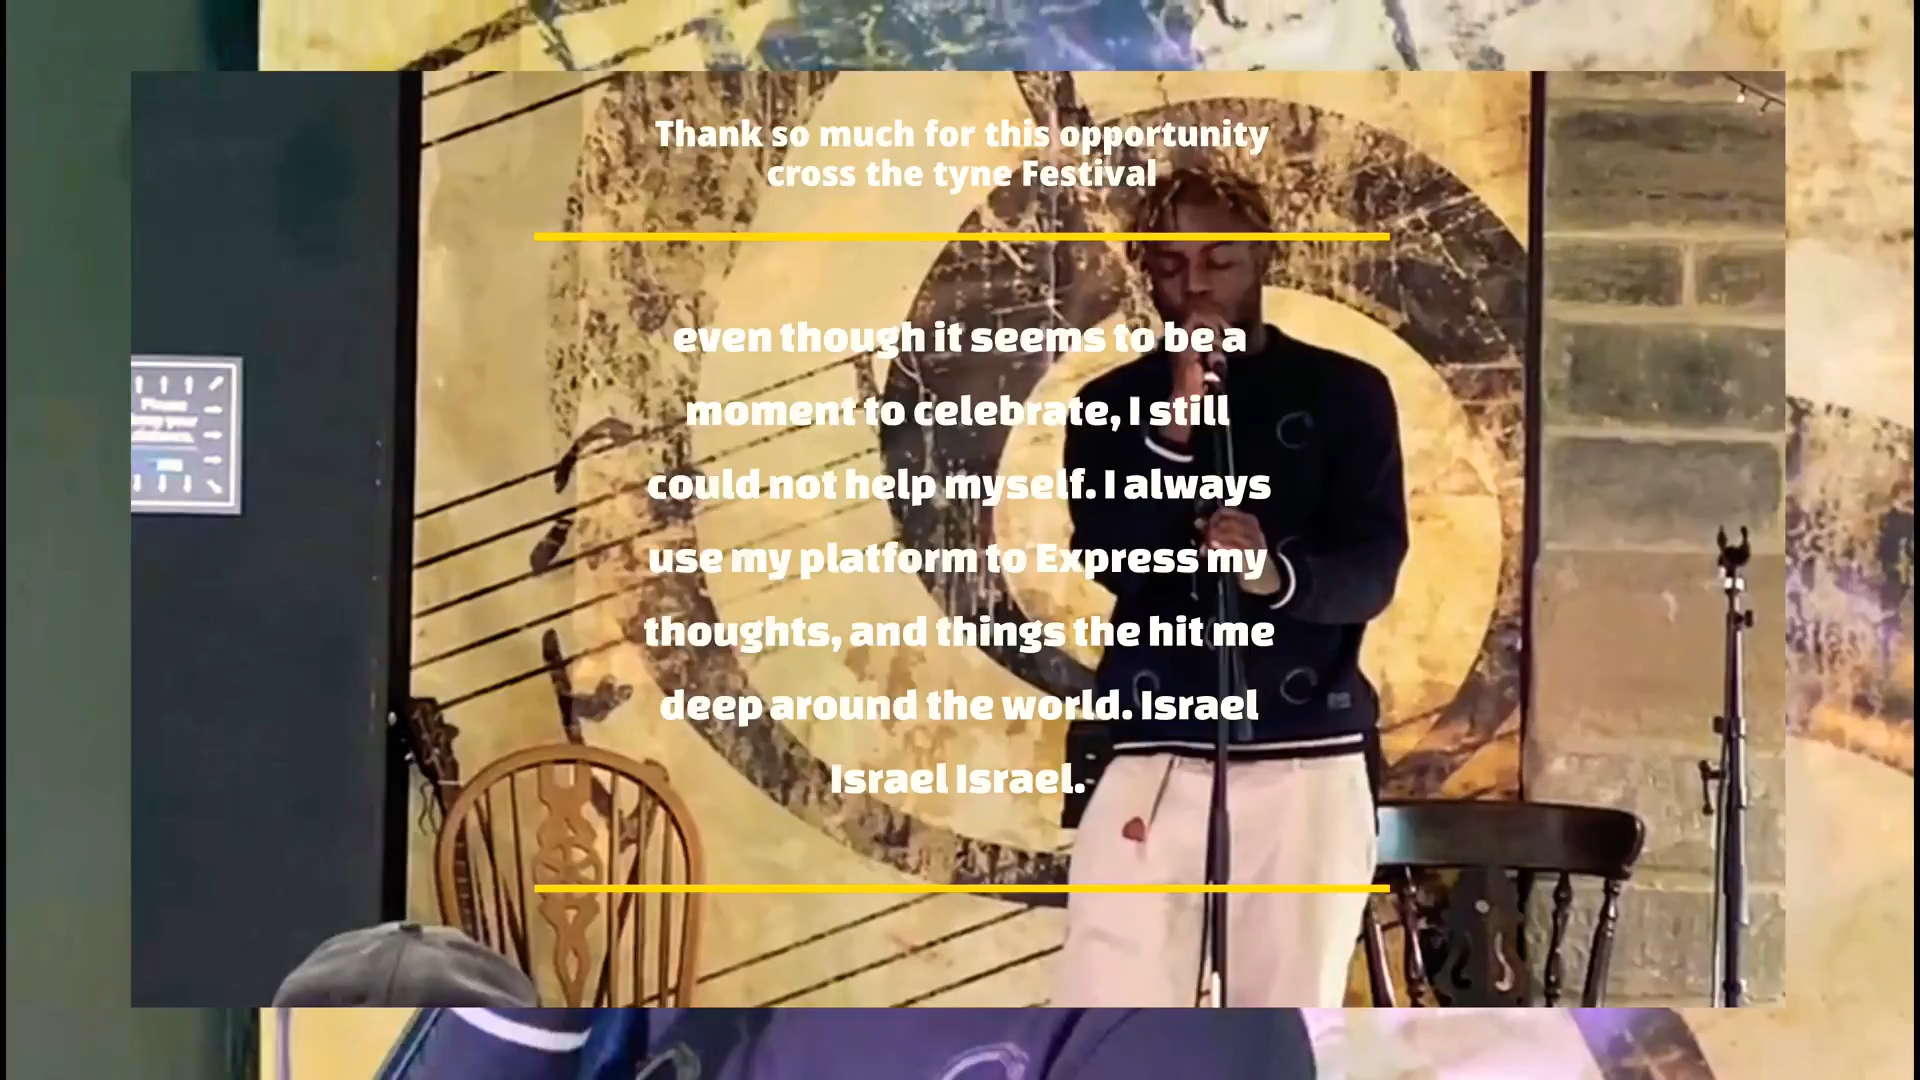 Thank so much for this opportunity
cross the tyne Festival
even though it seems to be a
moment to celebrate, I still
could not help myself. I always
use my platform to Express my
thoughts, and things the hit me
deep around the world. Israel
Israel Israel.